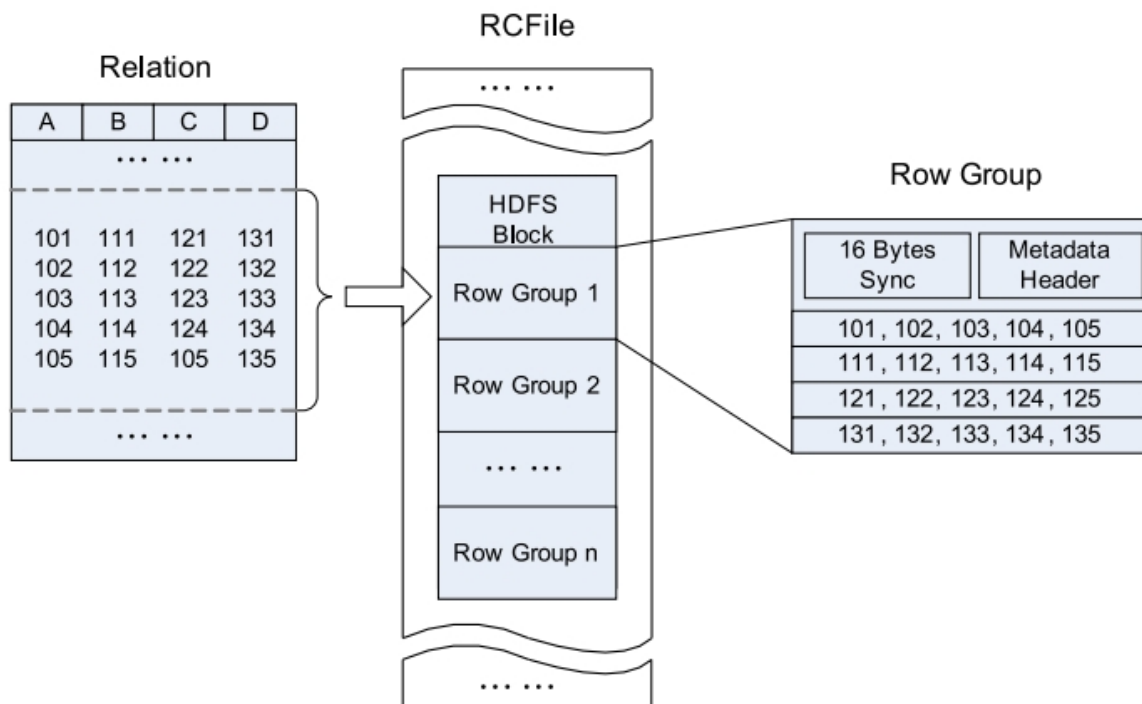 RCFile
Relation
A B C D
... ...
101 111 121 131
102 112 122 132
103 113 123 133
104 114 124 134
105 115 105 135
... ...
... ...
HDFS
Block
Row Group 1
Row Group 2
... ...
Row Group n
... ...
Row Group
16 Bytes
Sync
Metadata
Header
101, 102, 103, 104, 105
111, 112, 113, 114, 115
121, 122, 123, 124, 125
131, 132, 133, 134, 135